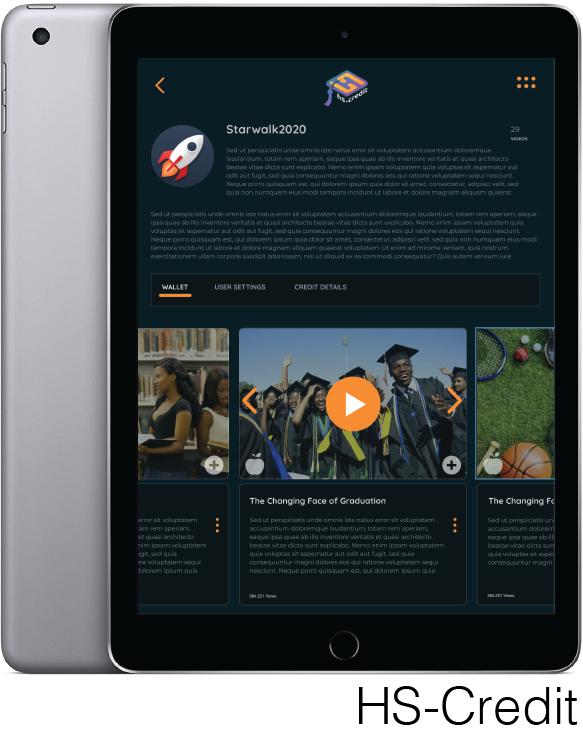 hs.credit
Starwalk2020
29
VIDEOS
Sed ut perspiciatis unde omnis iste natus error sit voluptatem accusantium doloremque
laudantium, totam rem aperiam, eaque ipsa quae ab illo inventore veritatis et quasi architecto
beatae vitae dicta sunt explicabo. Nemo enim ipsam voluptatem quia voluptas sit aspernatur aut
odit aut fugit, sed quia consequuntur magni dolores eos qui ratione voluptatem sequi nesciunt.
Neque porro quisquam est, qui dolorem ipsum quia dolor sit amet, consectetur, adipisci velit, sed
quia non numquam eius modi tempora incidunt ut labore et dolore magnam aliquam quaerat
Sed ut perspiciatis unde omnis iste natus error sit voluptatem accusantium doloremque laudantium, totam rem aperiam, eaque
ipsa quae ab illo inventore veritatis et quasi architecto beatae vitae dicta sunt explicabo. Nemo enim ipsam voluptatem quia
voluptas sit aspernatur aut odit aut fugit, sed quia consequuntur magni dolores eos qui ratione voluptatem sequi nesciunt.
Neque porro quisquam est, qui dolorem ipsum quia dolor sit amet, consectetur, adipisci velit, sed quia non numquam eius modi
tempora incidunt ut labore et dolore magnam aliquam quaerat voluptatem. Ut enim ad minima veniam, quis nostrum
exercitationem ullam corporis suscipit laboriosam, nisi ut aliquid ex ea commodi consequatur? Quis autem vel eum iure
WALLET USER SETTINGS CREDIT DETAILS
error sit voluptatem
tam rem aperiam,
uasi architecto
nim ipsam voluptatem
ugit, sed quia
voluptatem sequi
dolorem ipsum quia
The Changing Face of Graduation
Sed ut perspiciatis unde omnis iste natus error sit voluptatem
accusantium doloremque laudantium, totam rem aperiam,
eaque ipsa quae ab illo inventore veritatis et quasi architecto
beatae vitae dicta sunt explicabo. Nemo enim ipsam voluptatem
quia voluptas sit aspernatur aut odit aut fugit, sed quia
consequuntur magni dolores eos qui ratione voluptatem sequi
nesciunt. Neque porro quisquam est, qui dolorem ipsum quia
384.221 Views
The Changing Fa
Sed ut perspiciatis un
accusantium doloremq
eaque ipsa quae ab ill
beatae vitae dicta sun
quia voluptas sit asper
consequuntur magni
nesciunt. Neque porro
384.221 Views
HS-Credit